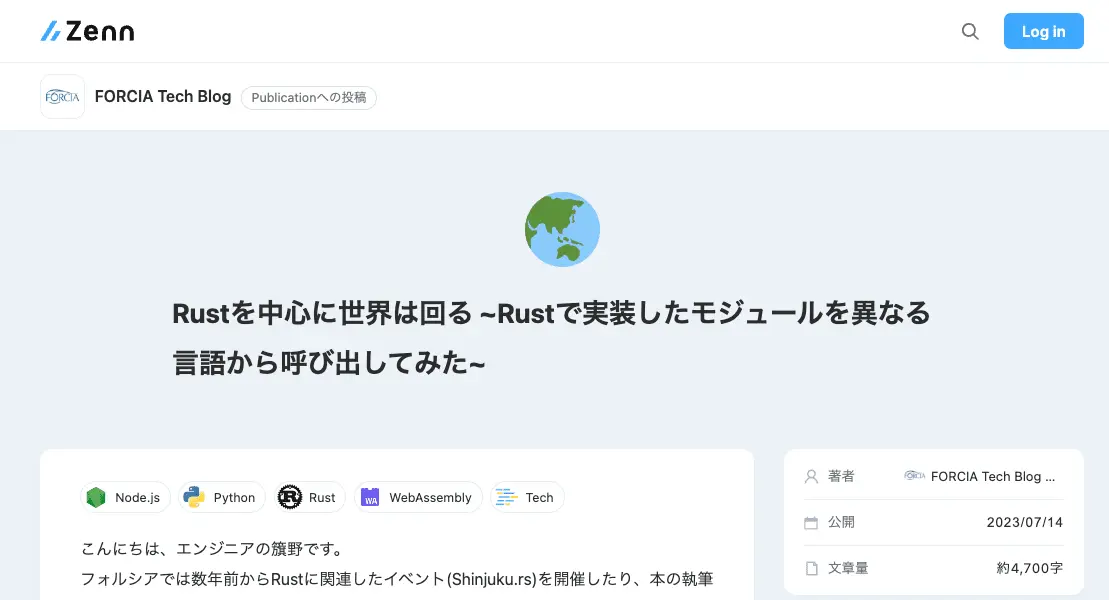 Zenn
Log in
FORCIA
FORCIA Tech Blog
Publicationへの投稿
Rustを中心に世界は回る ~Rustで実装したモジュールを異なる
言語から呼び出してみた~
Node.js
Python
R
Rust
WA
WebAssembly
Tech
こんにちは、エンジニアの籏野です。
フォルシアでは数年前からRustに関連したイベント(Shinjuku.rs)を開催したり、本の執筆
著者
FORCIA
FORCIA Tech Blog ...
公開
2023/07/14
文章量
約4,700字